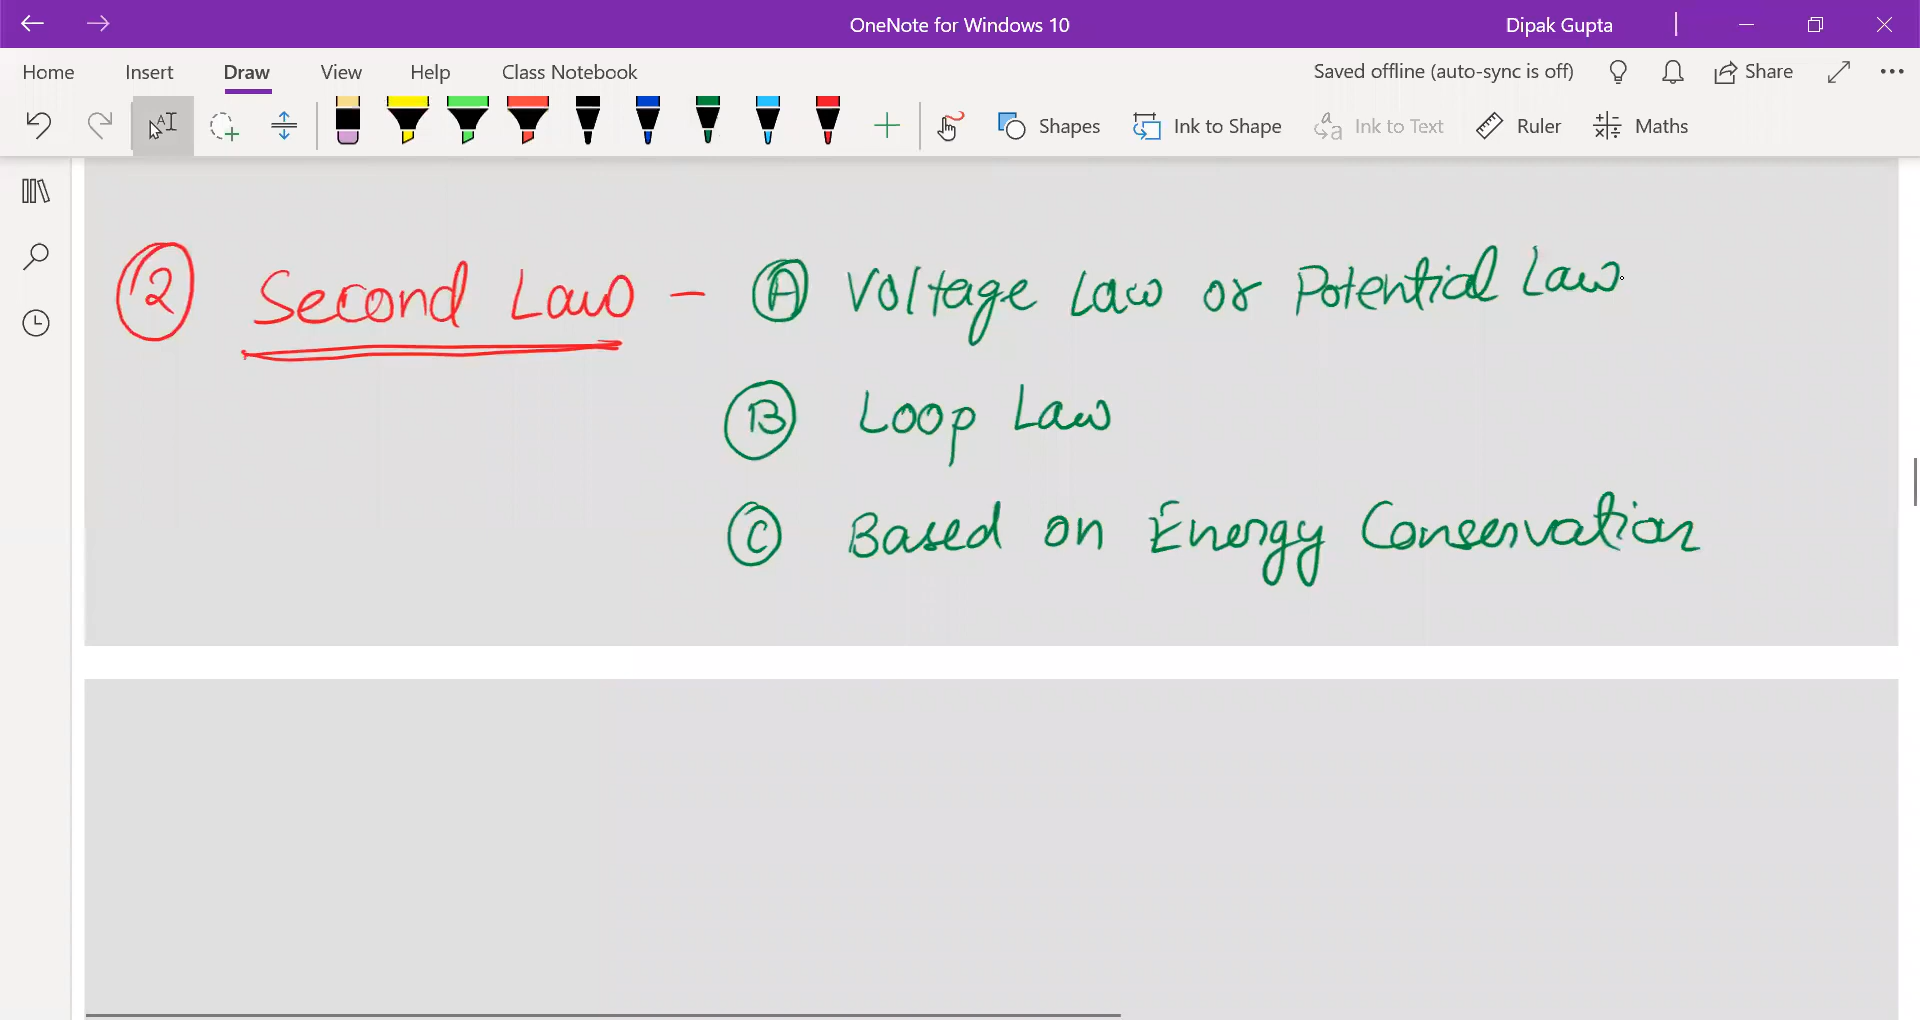 OneNote for Windows 10
Dipak Gupta
Home Insert Draw View Help Class Notebook
Saved offline (auto-sync is off) Share
Shapes Ink to Shape Ink to Text Ruler Maths
2 Second Law - A Voltage Law or Potential Law
B Loop Law
C Based on Energy Conservation